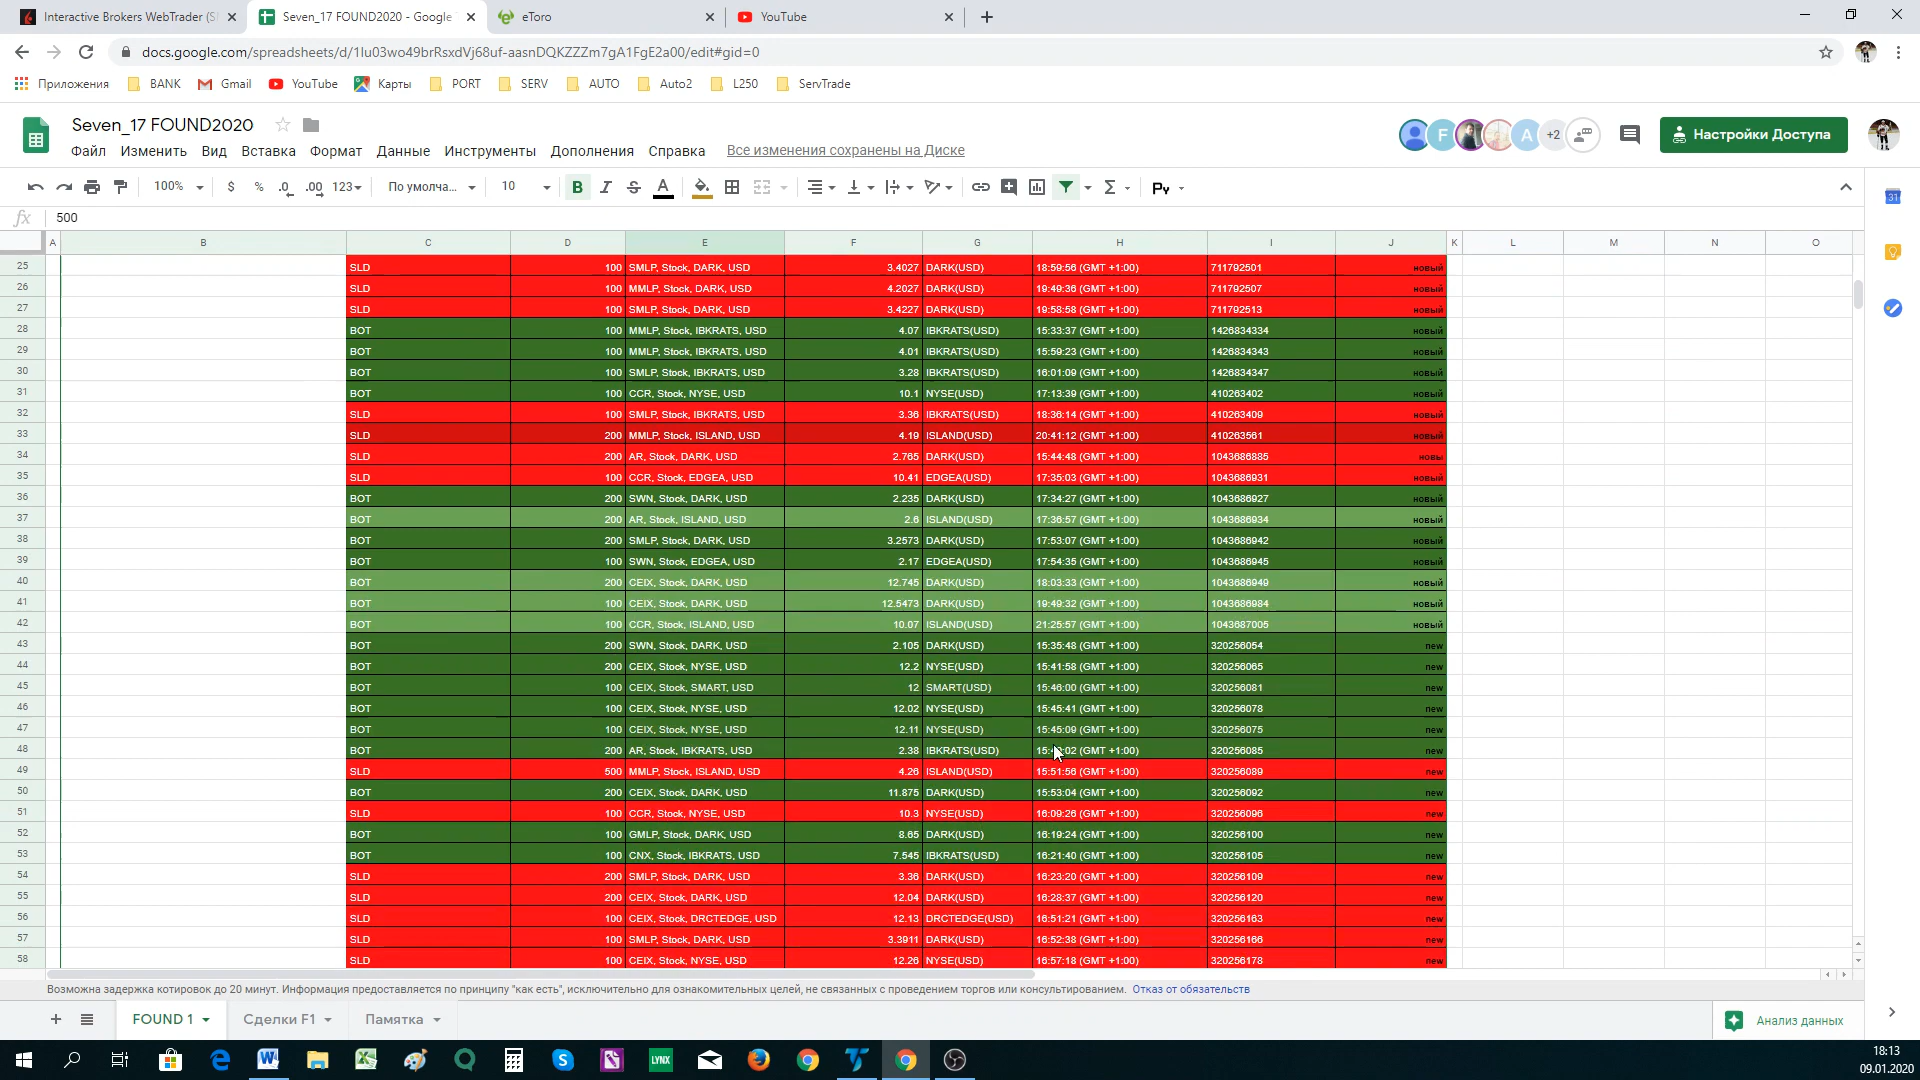 Interactive Brokers WebTrader (S
Seven_17 FOUND2020 - Google T
eToro
YouTube
docs.google.com/spreadsheets/d/1Iu03wo49brRsxdVj68uf-aasnDQKZZZm7gA1FgE2a00/edit#gid=0
Приложения BANK Gmail YouTube Карты PORT SERV AUTO Auto2 L250 ServTrade
Seven_17 FOUND2020
F A +2 Настройки Доступа
Файл Изменить Вид Вставка Формат Данные Инструменты Дополнения Справка Все изменения сохранены на Диске
100% $ % .0 .00 123 По умолча... 10 B I S A Σ Ру
31
fx 500
A B C D E F G H I J K L M N O
25 SLD 100 SMLP, Stock, DARK, USD 3.4027 DARK(USD) 18:59:56 (GMT +1:00) 711792501 новый
26 SLD 100 MMLP, Stock, DARK, USD 4.2027 DARK(USD) 19:49:36 (GMT +1:00) 711792507 новый
27 SLD 100 SMLP, Stock, DARK, USD 3.4227 DARK(USD) 19:58:58 (GMT +1:00) 711792513 новый
28 BOT 100 MMLP, Stock, IBKRATS, USD 4.07 IBKRATS(USD) 15:33:37 (GMT +1:00) 1426834334 новый
29 BOT 100 MMLP, Stock, IBKRATS, USD 4.01 IBKRATS(USD) 15:59:23 (GMT +1:00) 1426834343 новый
30 BOT 100 SMLP, Stock, IBKRATS, USD 3.28 IBKRATS(USD) 16:01:09 (GMT +1:00) 1426834347 новый
31 BOT 100 CCR, Stock, NYSE, USD 10.1 NYSE(USD) 17:13:39 (GMT +1:00) 410263402 новый
32 SLD 100 SMLP, Stock, IBKRATS, USD 3.36 IBKRATS(USD) 18:36:14 (GMT +1:00) 410263409 новый
33 SLD 200 MMLP, Stock, ISLAND, USD 4.19 ISLAND(USD) 20:41:12 (GMT +1:00) 410263561 новый
34 SLD 200 AR, Stock, DARK, USD 2.765 DARK(USD) 15:44:48 (GMT +1:00) 1043686885 новы
35 SLD 100 CCR, Stock, EDGEA, USD 10.41 EDGEA(USD) 17:35:03 (GMT +1:00) 1043686931 новый
36 BOT 200 SWN, Stock, DARK, USD 2.235 DARK(USD) 17:34:27 (GMT +1:00) 1043686927 новый
37 BOT 200 AR, Stock, ISLAND, USD 2.6 ISLAND(USD) 17:36:57 (GMT +1:00) 1043686934 новый
38 BOT 200 SMLP, Stock, DARK, USD 3.2573 DARK(USD) 17:53:07 (GMT +1:00) 1043686942 новый
39 BOT 100 SWN, Stock, EDGEA, USD 2.17 EDGEA(USD) 17:54:35 (GMT +1:00) 1043686945 новый
40 BOT 200 CEIX, Stock, DARK, USD 12.745 DARK(USD) 18:03:33 (GMT +1:00) 1043686949 новый
41 BOT 100 CEIX, Stock, DARK, USD 12.5473 DARK(USD) 19:49:32 (GMT +1:00) 1043686984 новый
42 BOT 100 CCR, Stock, ISLAND, USD 10.07 ISLAND(USD) 21:25:57 (GMT +1:00) 1043687005 новый
43 BOT 200 SWN, Stock, DARK, USD 2.105 DARK(USD) 15:35:48 (GMT +1:00) 320256054 new
44 BOT 200 CEIX, Stock, NYSE, USD 12.2 NYSE(USD) 15:41:58 (GMT +1:00) 320256065 new
45 BOT 100 CEIX, Stock, SMART, USD 12 SMART(USD) 15:46:00 (GMT +1:00) 320256081 new
46 BOT 100 CEIX, Stock, NYSE, USD 12.02 NYSE(USD) 15:45:41 (GMT +1:00) 320256078 new
47 BOT 100 CEIX, Stock, NYSE, USD 12.11 NYSE(USD) 15:45:09 (GMT +1:00) 320256075 new
48 BOT 200 AR, Stock, IBKRATS, USD 2.38 IBKRATS(USD) (GMT +1:00) 320256085 new
49 SLD 500 MMLP, Stock, ISLAND, USD 4.26 ISLAND(USD) 15:51:56 (GMT +1:00) 320256089 new
50 BOT 200 CEIX, Stock, DARK, USD 11.875 DARK(USD) 15:53:04 (GMT +1:00) 320256092 new
51 SLD 100 CCR, Stock, NYSE, USD 10.3 NYSE(USD) 16:09:26 (GMT +1:00) 320256096 new
52 BOT 100 GMLP, Stock, DARK, USD 8.65 DARK(USD) 16:19:24 (GMT +1:00) 320256100 new
53 BOT 100 CNX, Stock, IBKRATS, USD 7.545 IBKRATS(USD) 16:21:40 (GMT +1:00) 320256105 new
54 SLD 200 SMLP, Stock, DARK, USD 3.36 DARK(USD) 16:23:20 (GMT +1:00) 320256109 new
55 SLD 200 CEIX, Stock, DARK, USD 12.04 DARK(USD) 16:28:37 (GMT +1:00) 320256120 new
56 SLD 100 CEIX, Stock, DRCTEDGE, USD 12.13 DRCTEDGE(USD) 16:51:21 (GMT +1:00) 320256163 new
57 SLD 100 SMLP, Stock, DARK, USD 3.3911 DARK(USD) 16:52:38 (GMT +1:00) 320256166 new
58 SLD 100 CEIX, Stock, NYSE, USD 12.26 NYSE(USD) 16:57:18 (GMT +1:00) 320256178 new
Возможна задержка котировок до 20 минут. Информация предоставляется по принципу "как есть", исключительно для ознакомительных целей, не связанных с проведением торгов или консультированием. Отказ от обязательств
FOUND 1 Сделки F1 Памятка Анализ данных
LYNX
18:13
09.01.2020